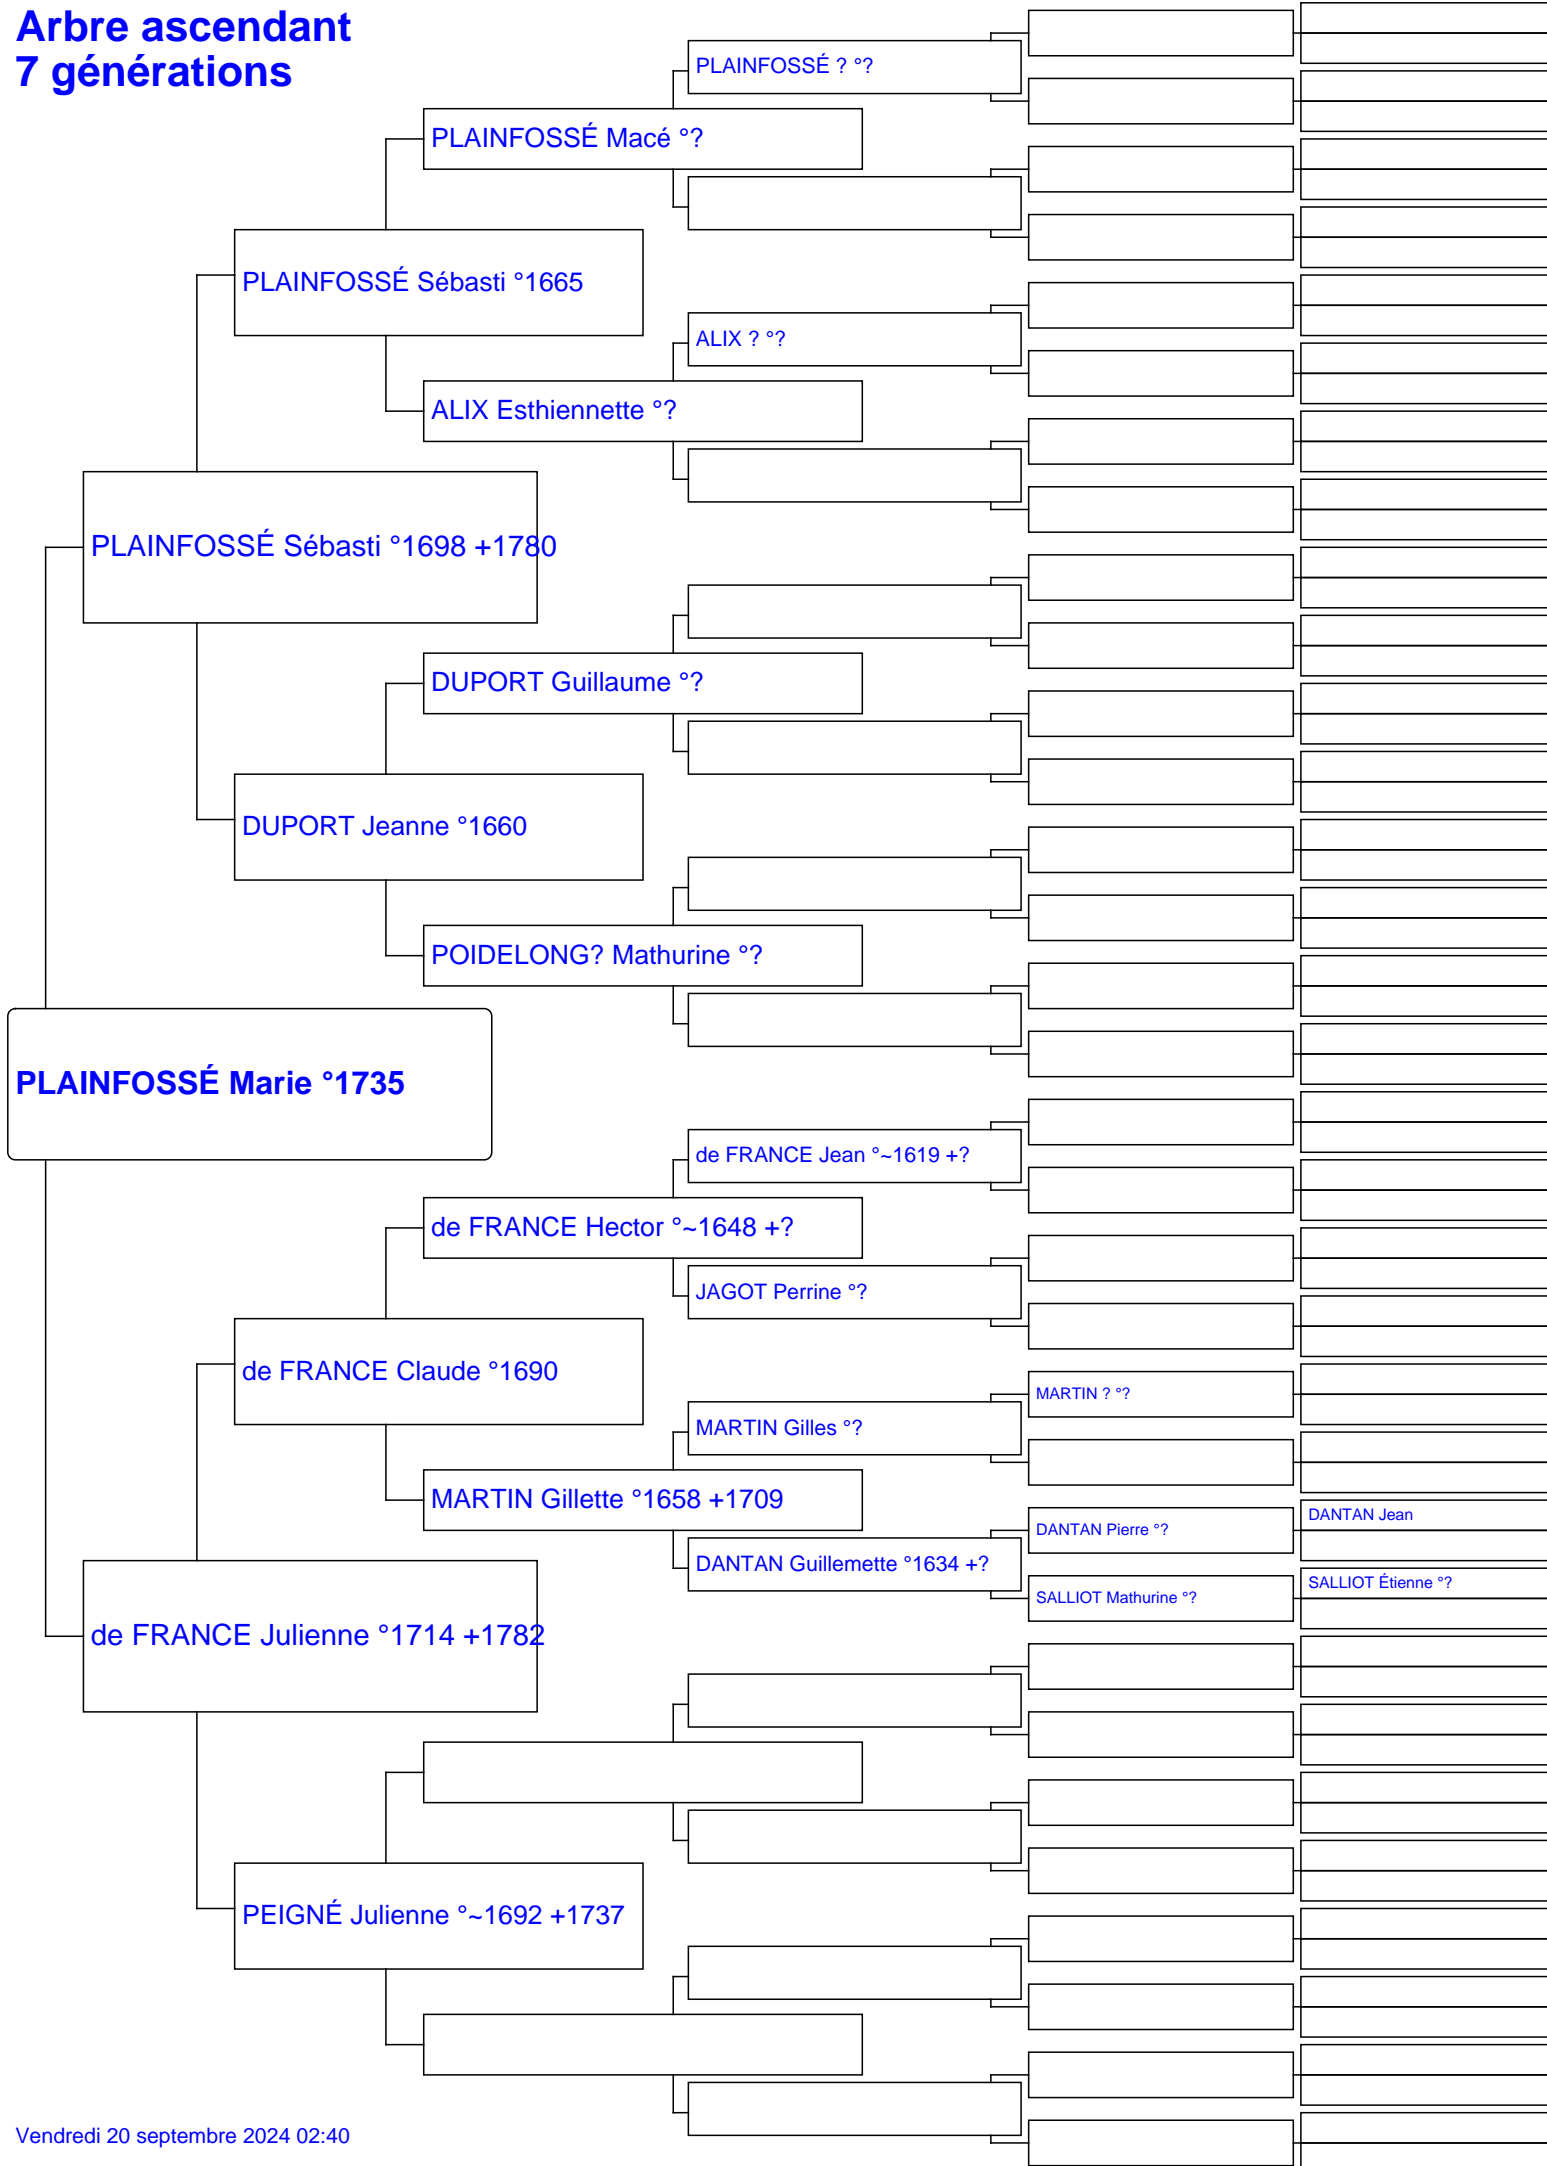 Arbre ascendant
7 générations
PLAINFOSSÉ ? °?
PLAINFOSSÉ Macé °?
PLAINFOSSÉ Sébasti °1665
ALIX ? °?
ALIX Esthiennette °?
PLAINFOSSÉ Sébasti °1698 +1780
DUPORT Guillaume °?
DUPORT Jeanne °1660
POIDELONG? Mathurine °?
PLAINFOSSÉ Marie °1735
de FRANCE Jean °~1619 +?
de FRANCE Hector °~1648 +?
JAGOT Perrine °?
de FRANCE Claude °1690
MARTIN ? °?
MARTIN Gilles °?
MARTIN Gillette °1658 +1709
DANTAN Jean
DANTAN Pierre °?
DANTAN Guillemette °1634 +?
SALLIOT Étienne °?
SALLIOT Mathurine °?
de FRANCE Julienne °1714 +1782
PEIGNÉ Julienne °~1692 +1737
Vendredi 20 septembre 2024 02:40